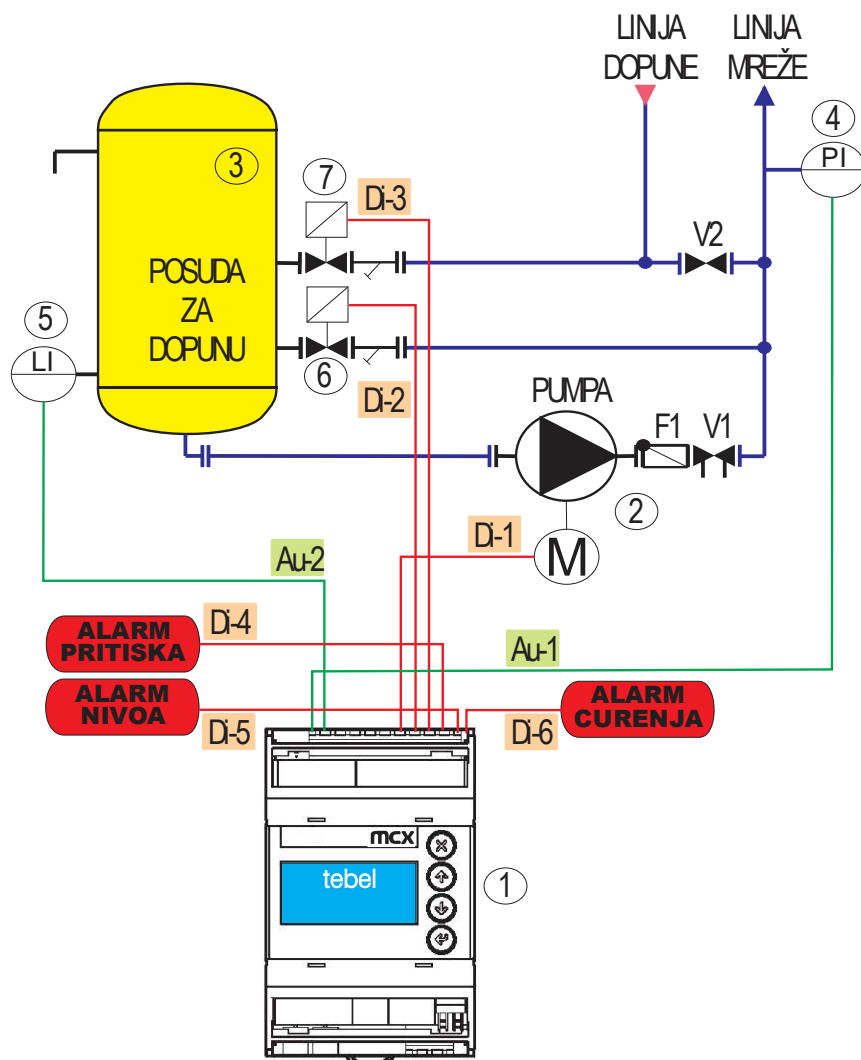 LINIJA
DOPUNE
LINIJA
MREŽE
4
PI
3
7
Di-3
V2
POSUDA
ZA
DOPUNU
5
LI
6
Di-2
PUMPA
F1
V1
2
Di-1
M
Au-2
ALARM
PRITISKA
Di-4
Au-1
ALARM
NIVOA
Di-5
ALARM
CURENJA
Di-6
mcx
tebel
1